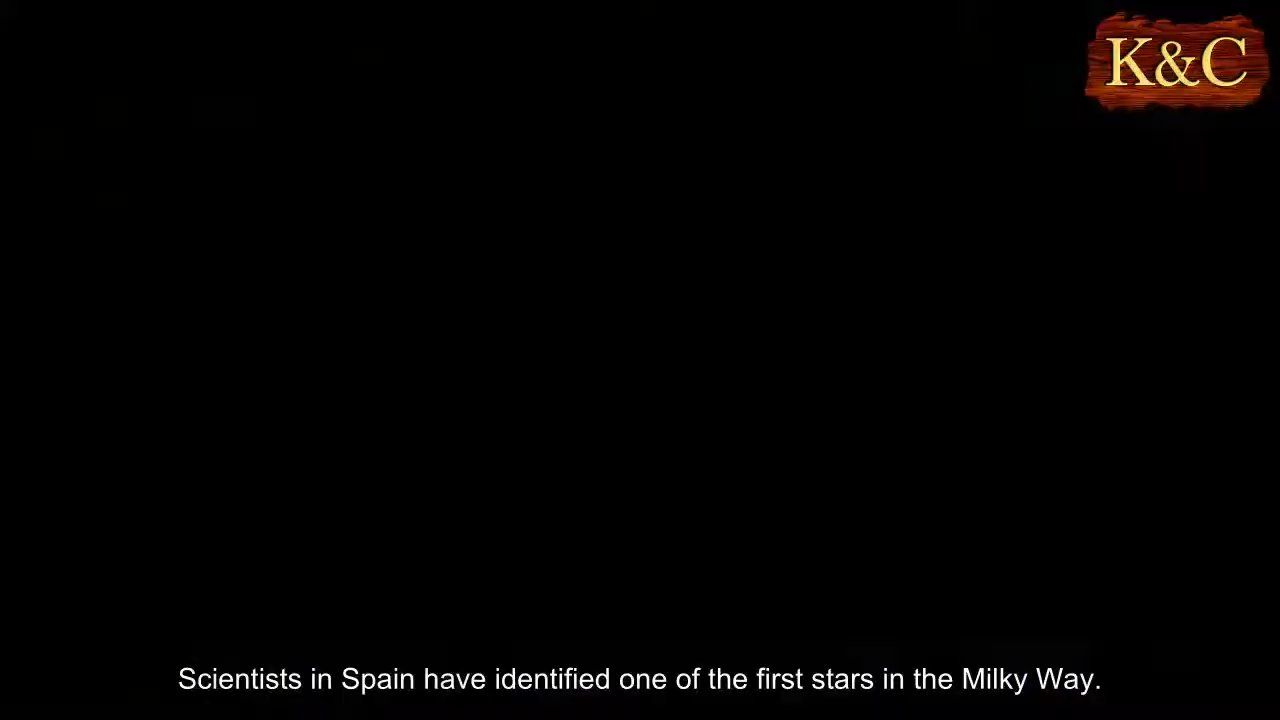 K&C
Scientists in Spain have identified one of the first stars in the Milky Way.